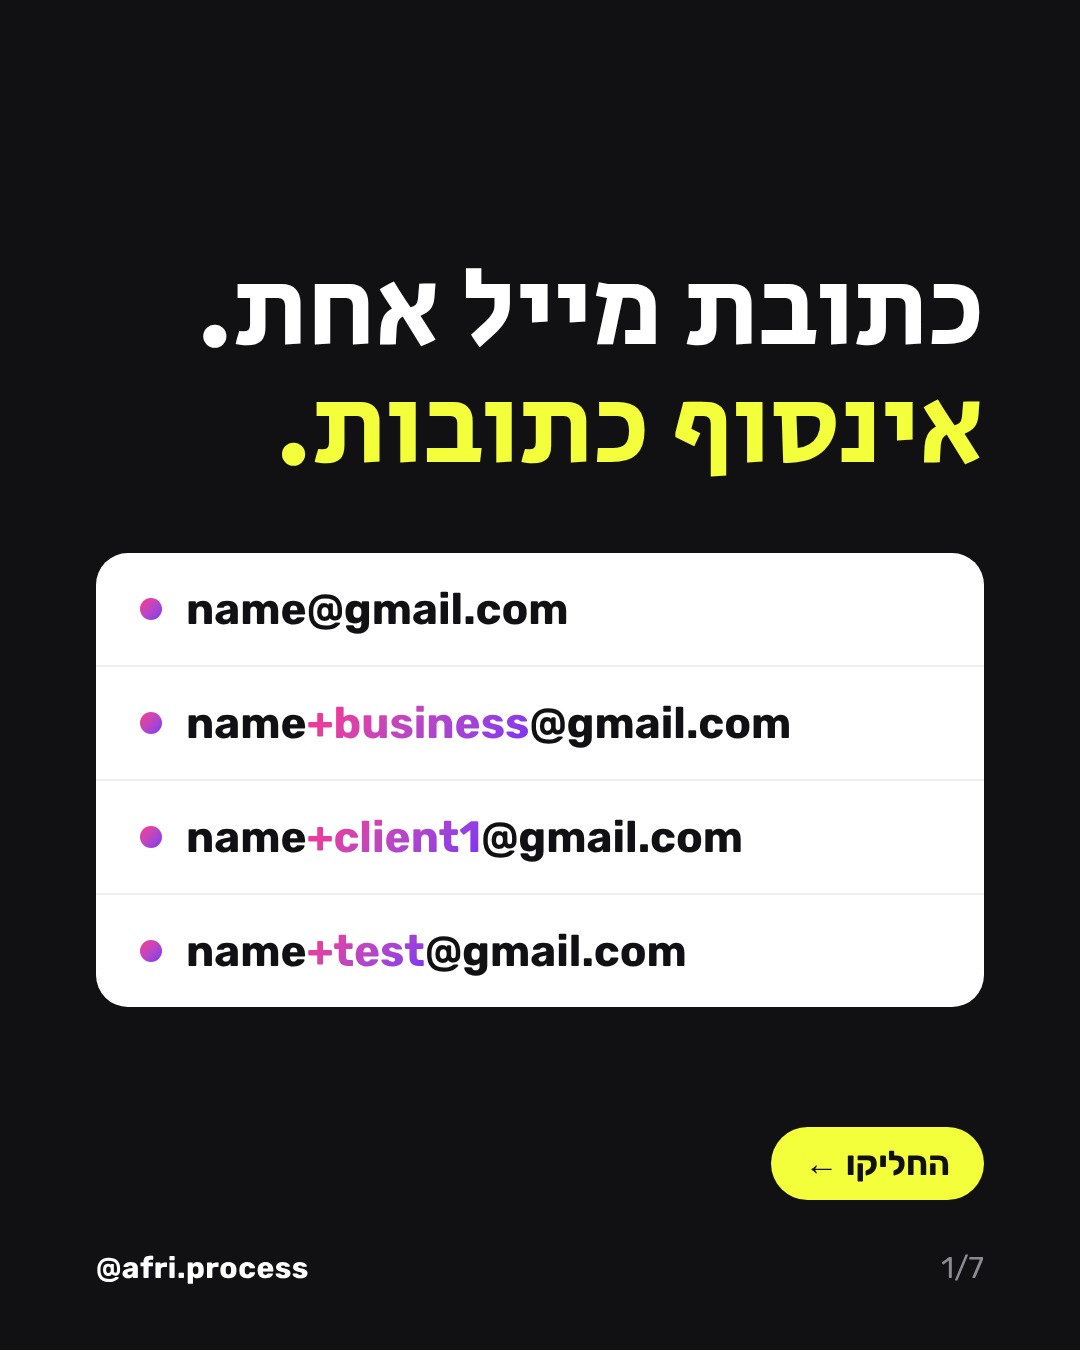 כתובת מייל אחת.
אינסוף כתובות.
name@gmail.com
name+business@gmail.com
name+client1@gmail.com
name+test@gmail.com
החליקו ←
@afri.process
1/7